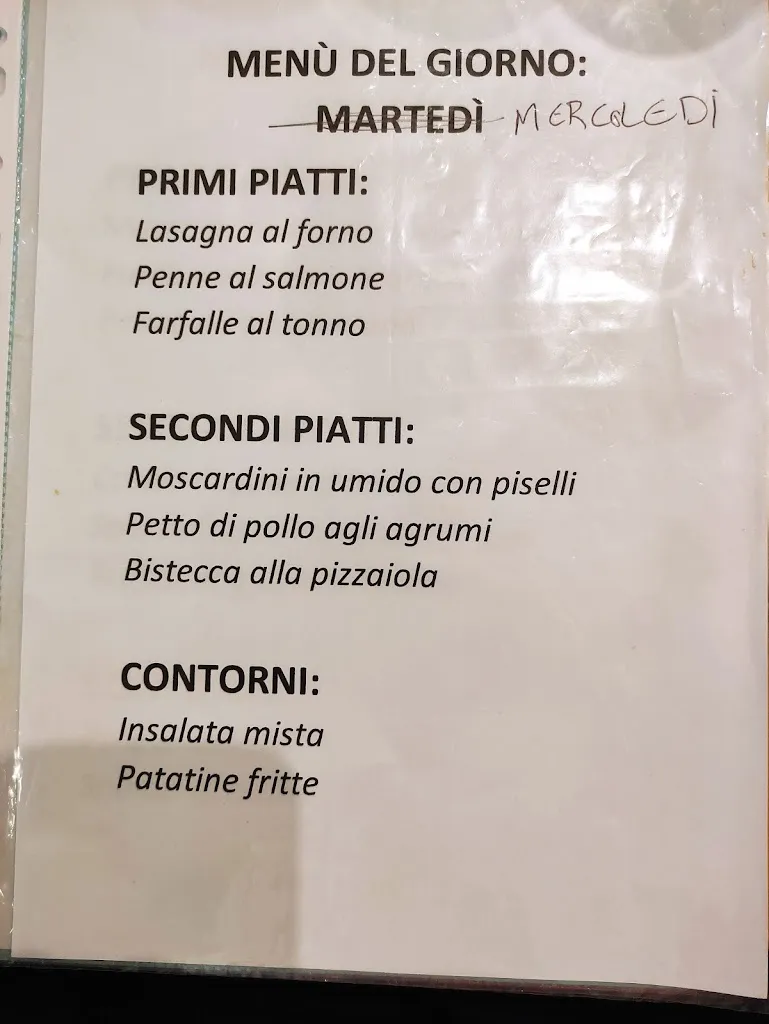 MENÙ DEL GIORNO:
MARTEDÌ MERCOLEDÌ
PRIMI PIATTI:
Lasagna al forno
Penne al salmone
Farfalle al tonno
SECONDI PIATTI:
Moscardini in umido con piselli
Petto di pollo agli agrumi
Bistecca alla pizzaiola
CONTORNI:
Insalata mista
Patatine fritte